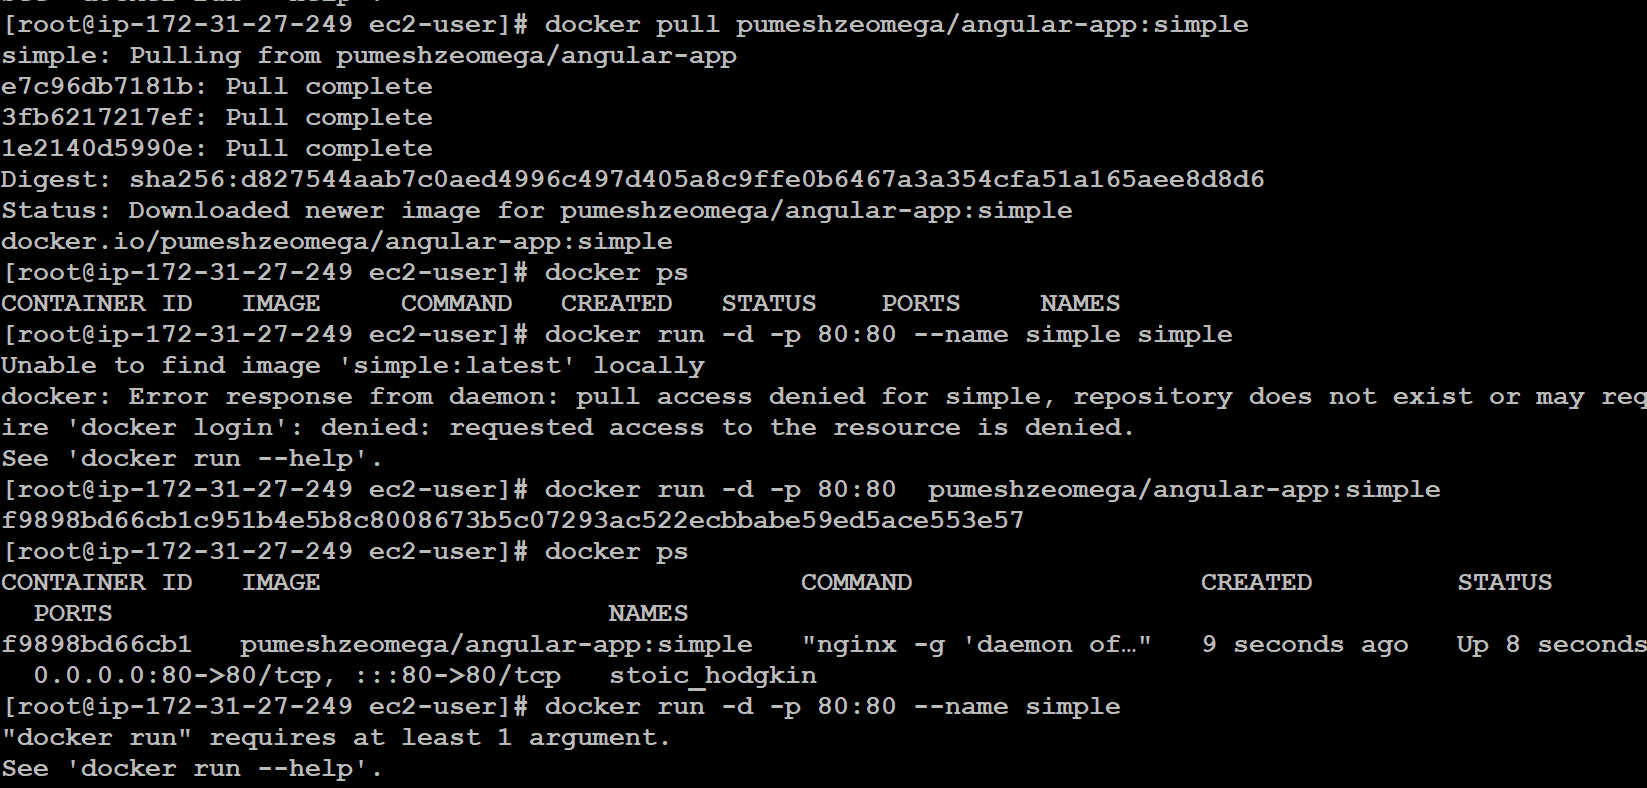 [root@ip-172-31-27-249 ec2-user]# docker pull pumeshzeomega/angular-app:simple
simple: Pulling from pumeshzeomega/angular-app
e7c96db7181b: Pull complete
3fb6217217ef: Pull complete
1e2140d5990e: Pull complete
Digest: sha256:d827544aab7c0aed4996c497d405a8c9ffe0b6467a3a354cfa51a165aee8d8d6
Status: Downloaded newer image for pumeshzeomega/angular-app:simple
docker.io/pumeshzeomega/angular-app:simple
[root@ip-172-31-27-249 ec2-user]# docker ps
CONTAINER ID   IMAGE     COMMAND   CREATED   STATUS    PORTS     NAMES
[root@ip-172-31-27-249 ec2-user]# docker run -d -p 80:80 --name simple simple
Unable to find image 'simple:latest' locally
docker: Error response from daemon: pull access denied for simple, repository does not exist or may req
ire 'docker login': denied: requested access to the resource is denied.
See 'docker run --help'.
[root@ip-172-31-27-249 ec2-user]# docker run -d -p 80:80  pumeshzeomega/angular-app:simple
f9898bd66cb1c951b4e5b8c8008673b5c07293ac522ecbbabe59ed5ace553e57
[root@ip-172-31-27-249 ec2-user]# docker ps
CONTAINER ID   IMAGE                              COMMAND                  CREATED         STATUS
  PORTS                               NAMES
f9898bd66cb1   pumeshzeomega/angular-app:simple   "nginx -g 'daemon of…"   9 seconds ago   Up 8 seconds
  0.0.0.0:80->80/tcp, :::80->80/tcp   stoic_hodgkin
[root@ip-172-31-27-249 ec2-user]# docker run -d -p 80:80 --name simple
"docker run" requires at least 1 argument.
See 'docker run --help'.